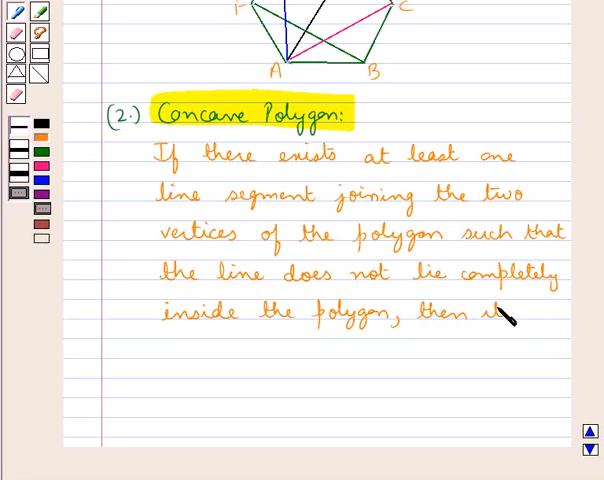 F
C
A
B
(2.) Concave Polygon:
If there exists at least one
line segment joining the two
vertices of the polygon such that
the line does not lie completely
inside the polygon, then it